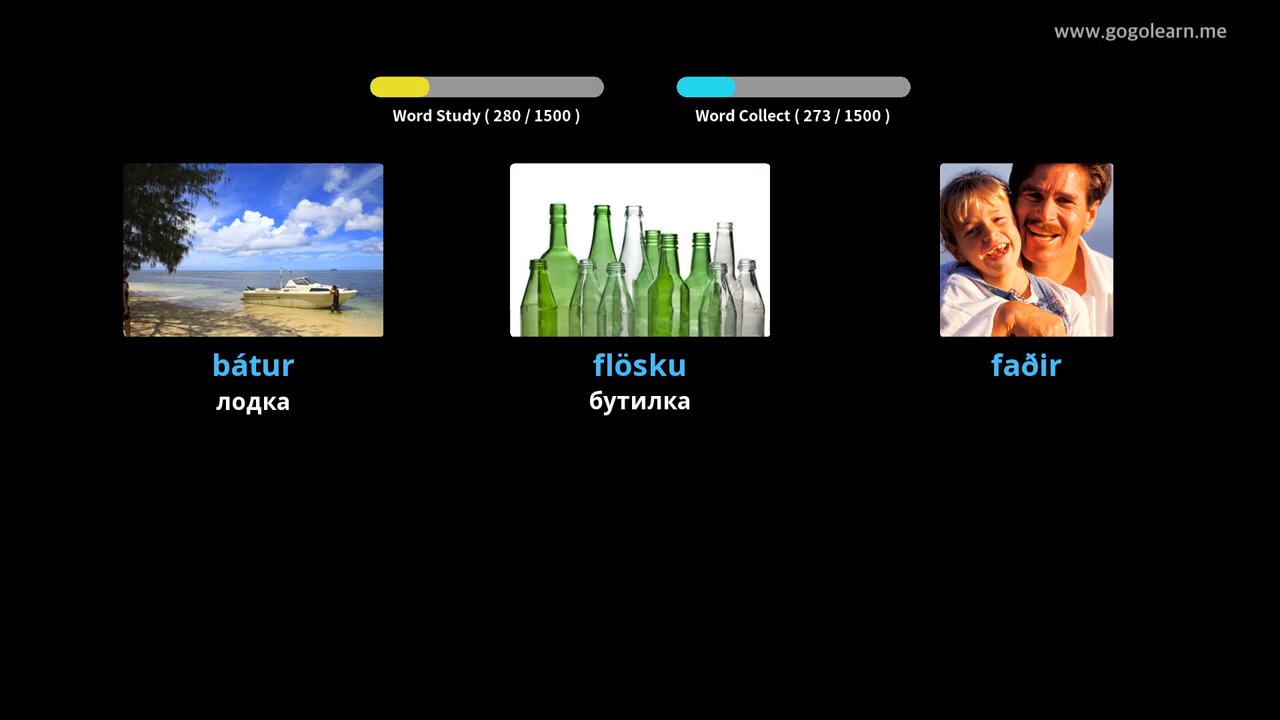 www.gogolearn.me
Word Study ( 280 / 1500 )
Word Collect ( 273 / 1500 )
bátur
лодка
flösku
бутилка
faðir